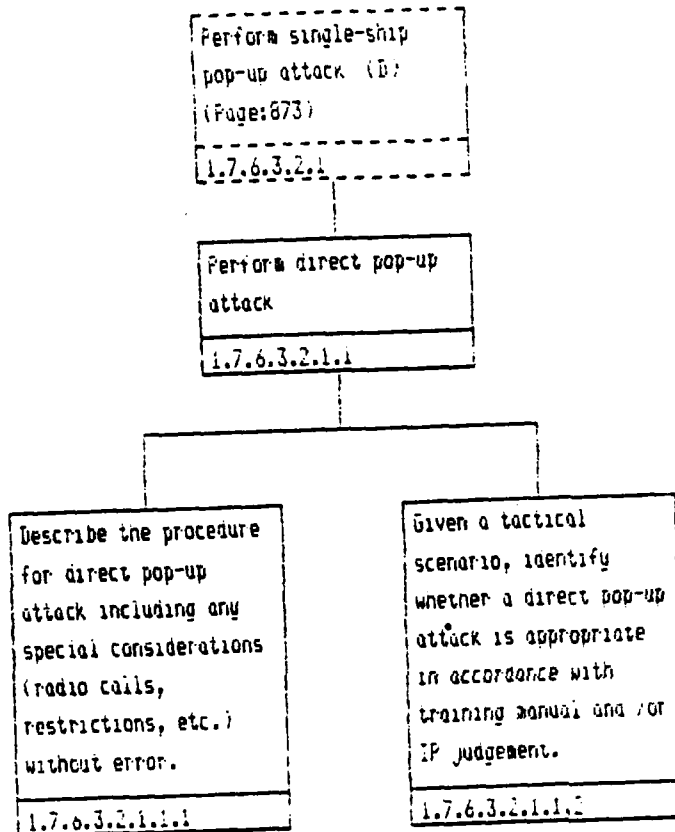 Perform single-ship
pop-up attack (D)
(Page:873)
1.7.6.3.2.1
Perform direct pop-up
attack
1.7.6.3.2.1.1
Describe the procedure
for direct pop-up
attack including any
special considerations
(radio calls,
restrictions, etc.)
without error.
1.7.6.3.2.1.1.1
Given a tactical
scenario, identify
whether a direct pop-up
attack is appropriate
in accordance with
training manual and /or
IP judgement.
1.7.6.3.2.1.1.2